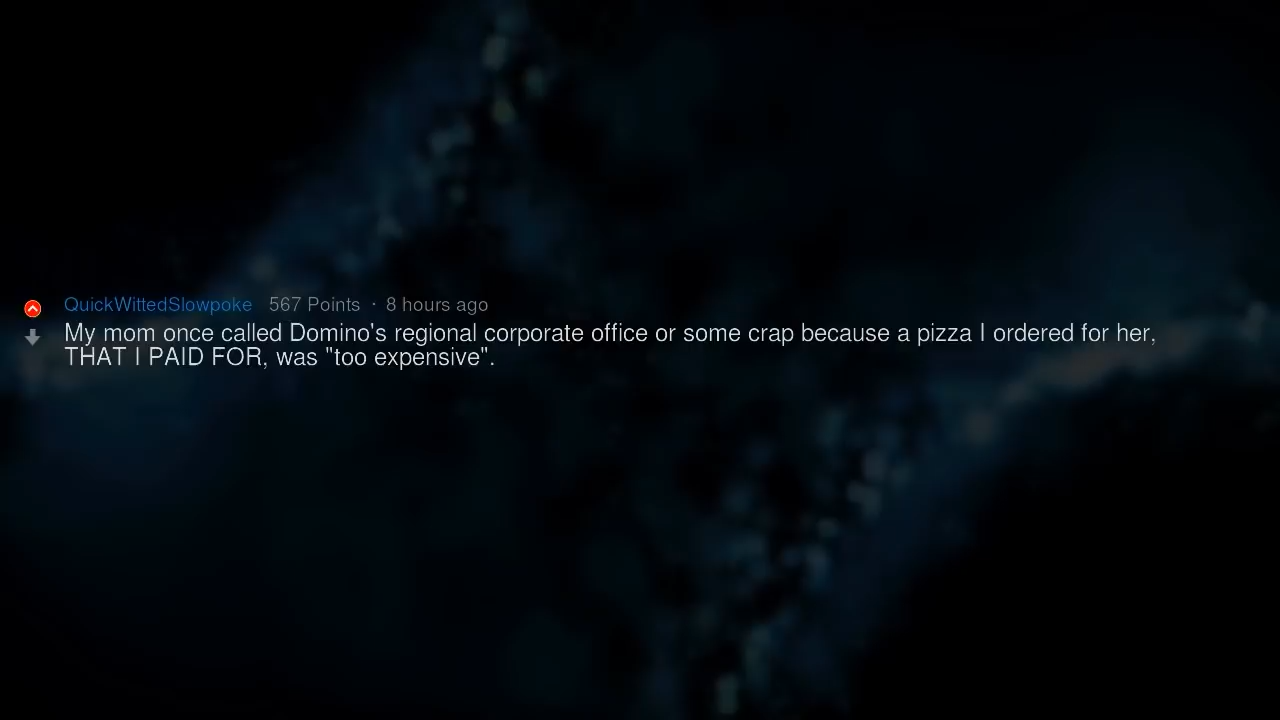 QuickWittedSlowpoke 567 Points · 8 hours ago
My mom once called Domino's regional corporate office or some crap because a pizza I ordered for her,
THAT I PAID FOR, was "too expensive".